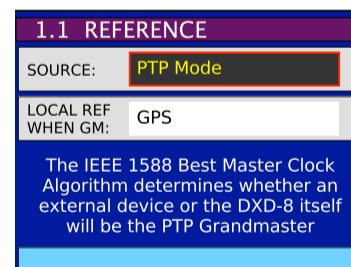 1.1 REFERENCE
SOURCE: PTP Mode
LOCAL REF
WHEN GM: GPS
The IEEE 1588 Best Master Clock
Algorithm determines whether an
external device or the DXD-8 itself
will be the PTP Grandmaster